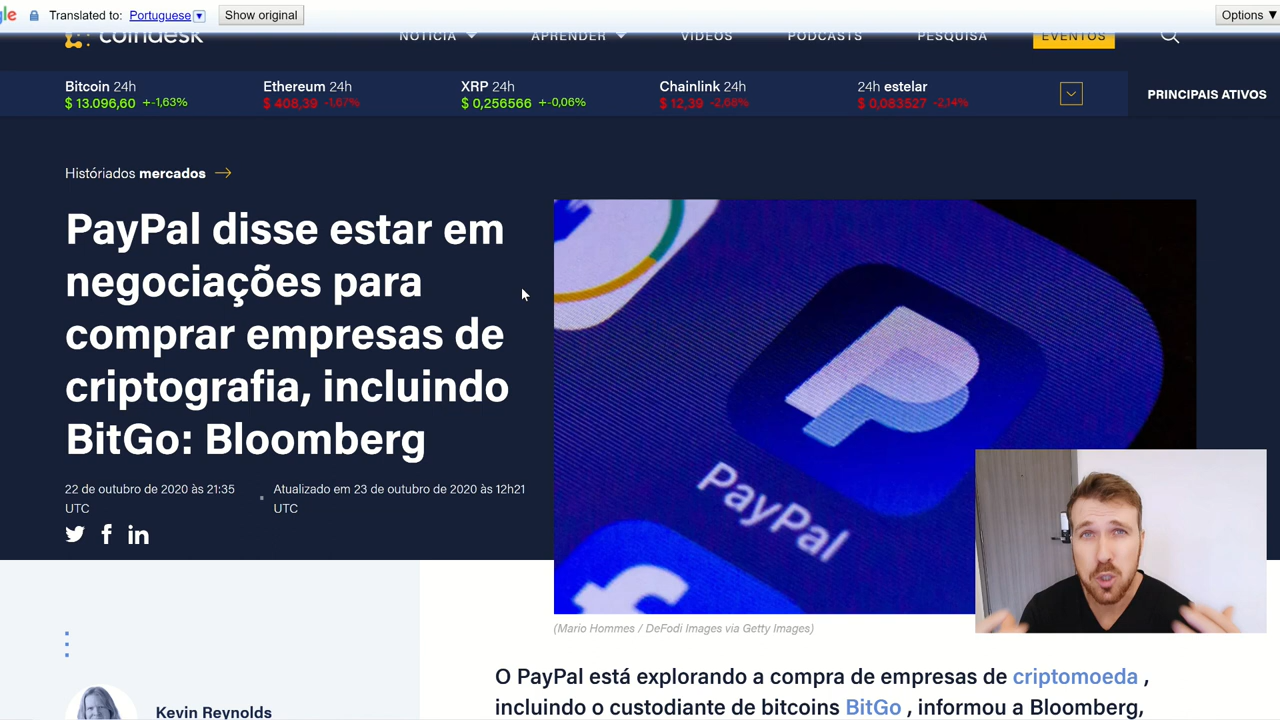 Translated to: Portuguese Show original Options
coindesk NOTÍCIA APRENDER VÍDEOS PODCASTS PESQUISA EVENTOS
Bitcoin 24h Ethereum 24h XRP 24h Chainlink 24h 24h estelar
$ 13.096,60 +-1,63% $ 408,39 -1,67% $ 0,256566 +-0,06% $ 12,39 -2,68% $ 0,083527 -2,14%
PRINCIPAIS ATIVOS
Históriados mercados
PayPal disse estar em
negociações para
comprar empresas de
criptografia, incluindo
BitGo: Bloomberg
22 de outubro de 2020 às 21:35
UTC
Atualizado em 23 de outubro de 2020 às 12h21
UTC
PayPal
(Mario Hommes / DeFodi Images via Getty Images)
O PayPal está explorando a compra de empresas de criptomoeda ,
incluindo o custodiante de bitcoins BitGo , informou a Bloomberg,
Kevin Reynolds